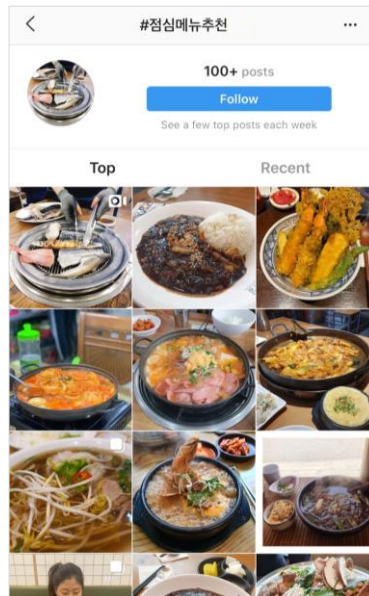 #점심메뉴추천
100+ posts
Follow
See a few top posts each week
Top
Recent